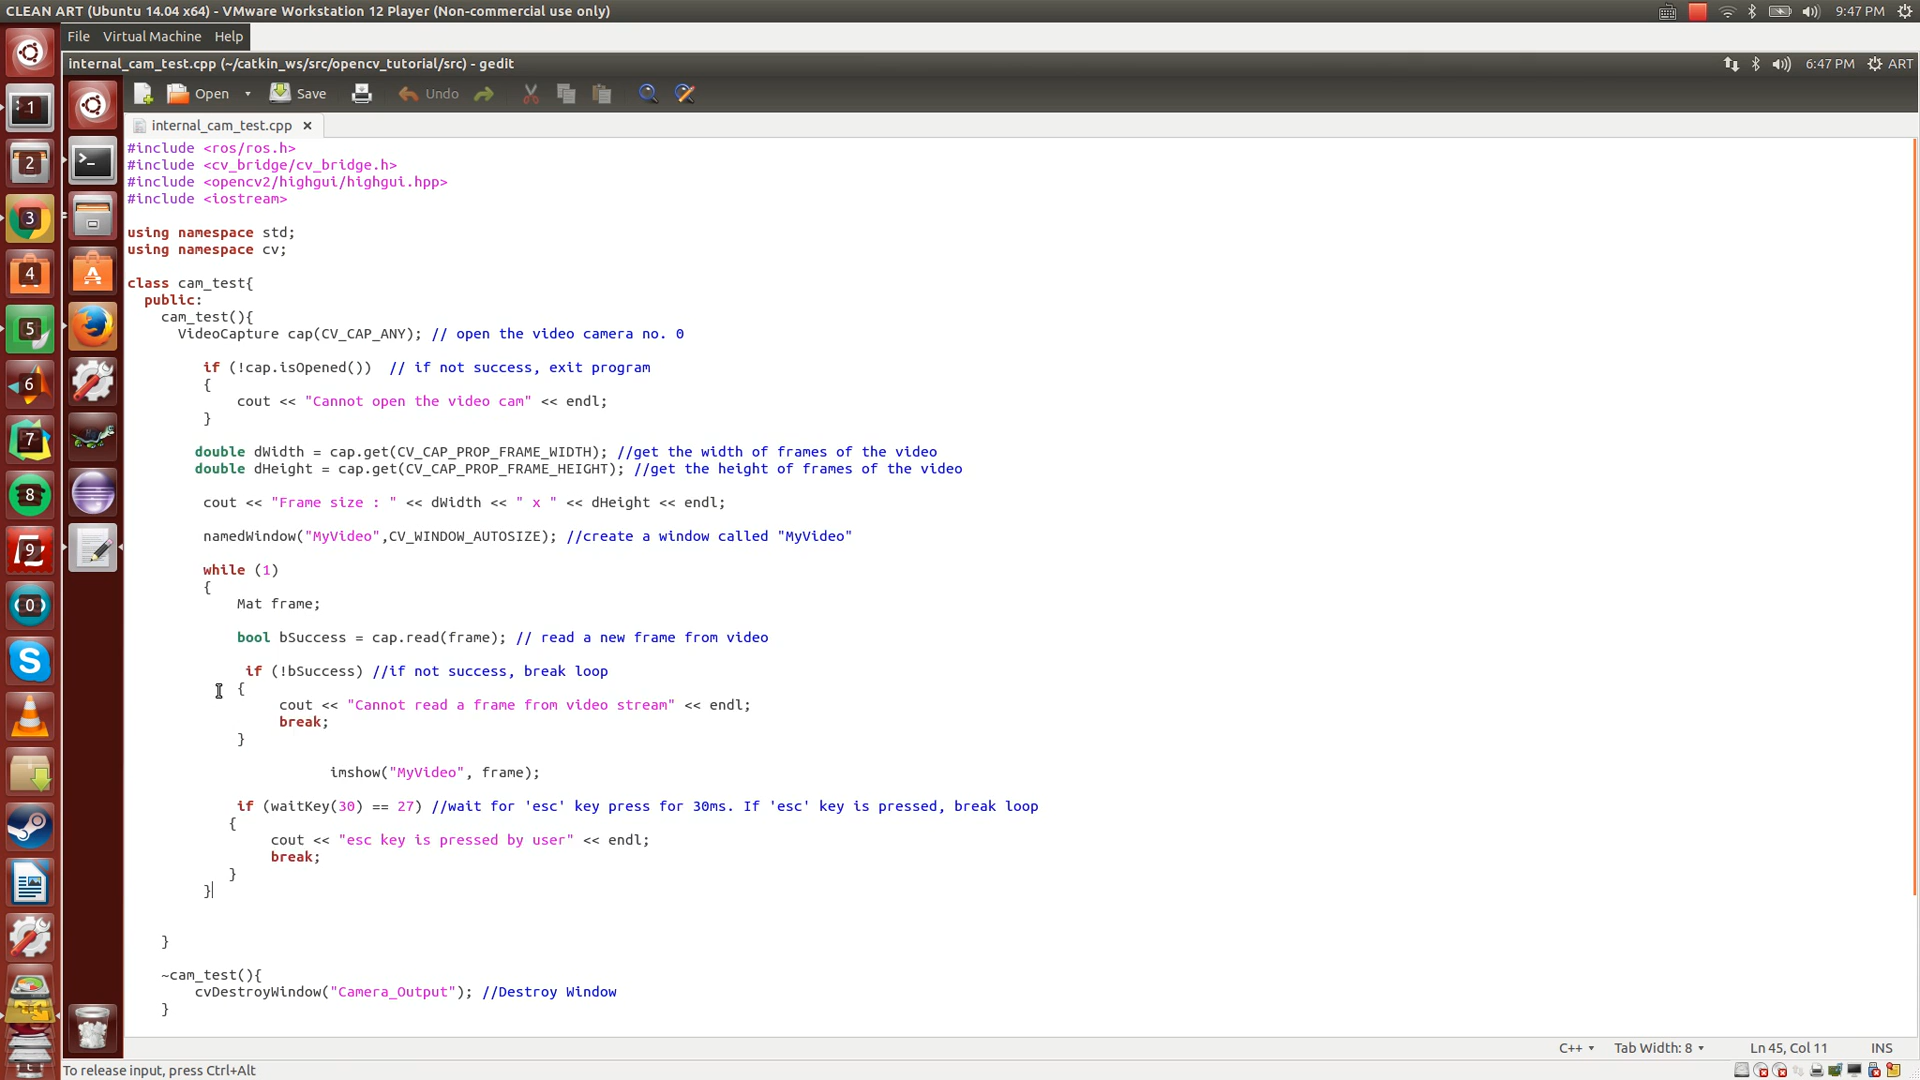 CLEAN ART (Ubuntu 14.04 x64) - VMware Workstation 12 Player (Non-commercial use only)
9:47 PM
File Virtual Machine Help
internal_cam_test.cpp (~/catkin_ws/src/opencv_tutorial/src) - gedit
6:47 PM ART
Open Save Undo
internal_cam_test.cpp
#include <ros/ros.h>
#include <cv_bridge/cv_bridge.h>
#include <opencv2/highgui/highgui.hpp>
#include <iostream>
using namespace std;
using namespace cv;
class cam_test{
public:
cam_test(){
VideoCapture cap(CV_CAP_ANY); // open the video camera no. 0
if (!cap.isOpened()) // if not success, exit program
{
cout << "Cannot open the video cam" << endl;
}
double dWidth = cap.get(CV_CAP_PROP_FRAME_WIDTH); //get the width of frames of the video
double dHeight = cap.get(CV_CAP_PROP_FRAME_HEIGHT); //get the height of frames of the video
cout << "Frame size : " << dWidth << " x " << dHeight << endl;
namedWindow("MyVideo",CV_WINDOW_AUTOSIZE); //create a window called "MyVideo"
while (1)
{
Mat frame;
bool bSuccess = cap.read(frame); // read a new frame from video
if (!bSuccess) //if not success, break loop
{
cout << "Cannot read a frame from video stream" << endl;
break;
}
imshow("MyVideo", frame);
if (waitKey(30) == 27) //wait for 'esc' key press for 30ms. If 'esc' key is pressed, break loop
{
cout << "esc key is pressed by user" << endl;
break;
}
}
}
~cam_test(){
cvDestroyWindow("Camera_Output"); //Destroy Window
}
C++ Tab Width: 8 Ln 45, Col 11 INS
To release input, press Ctrl+Alt
1
2
3
4
5
6
7
8
9
0